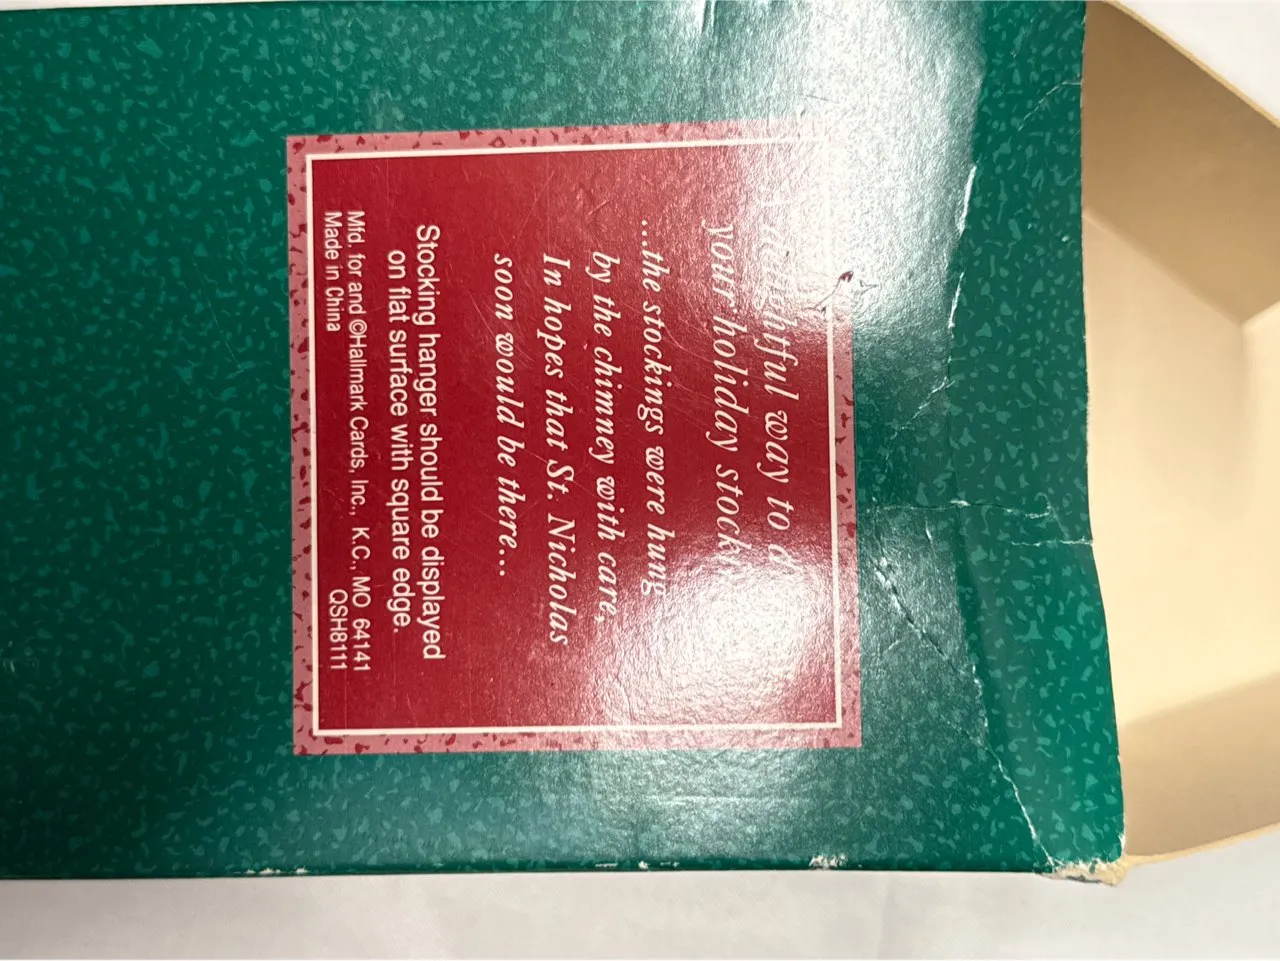 delightful way to
your holiday stock
...the stockings were hung
by the chimney with care,
In hopes that St. Nicholas
soon would be there...
Stocking hanger should be displayed
on flat surface with square edge.
Mfd. for and ©Hallmark Cards, Inc., K.C., MO 64141
Made in China QSH8111